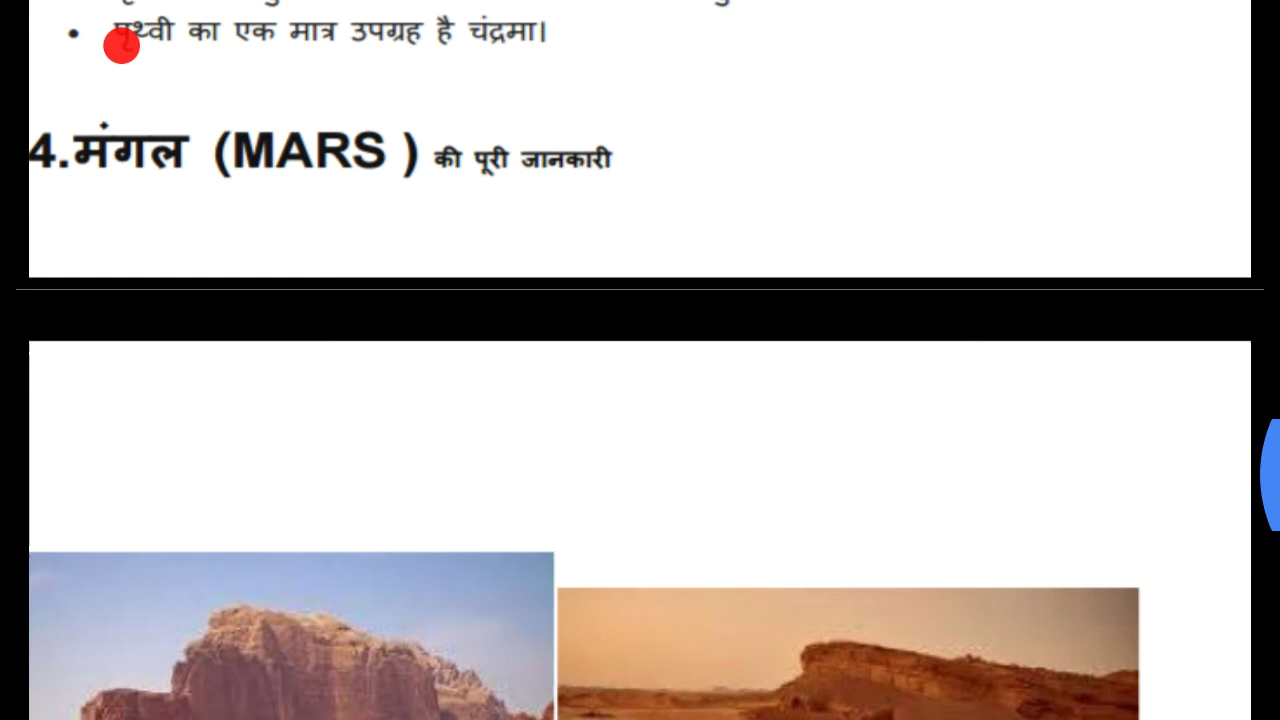 पृथ्वी का एक मात्र उपग्रह है चंद्रमा।
4.मंगल (MARS ) की पूरी जानकारी